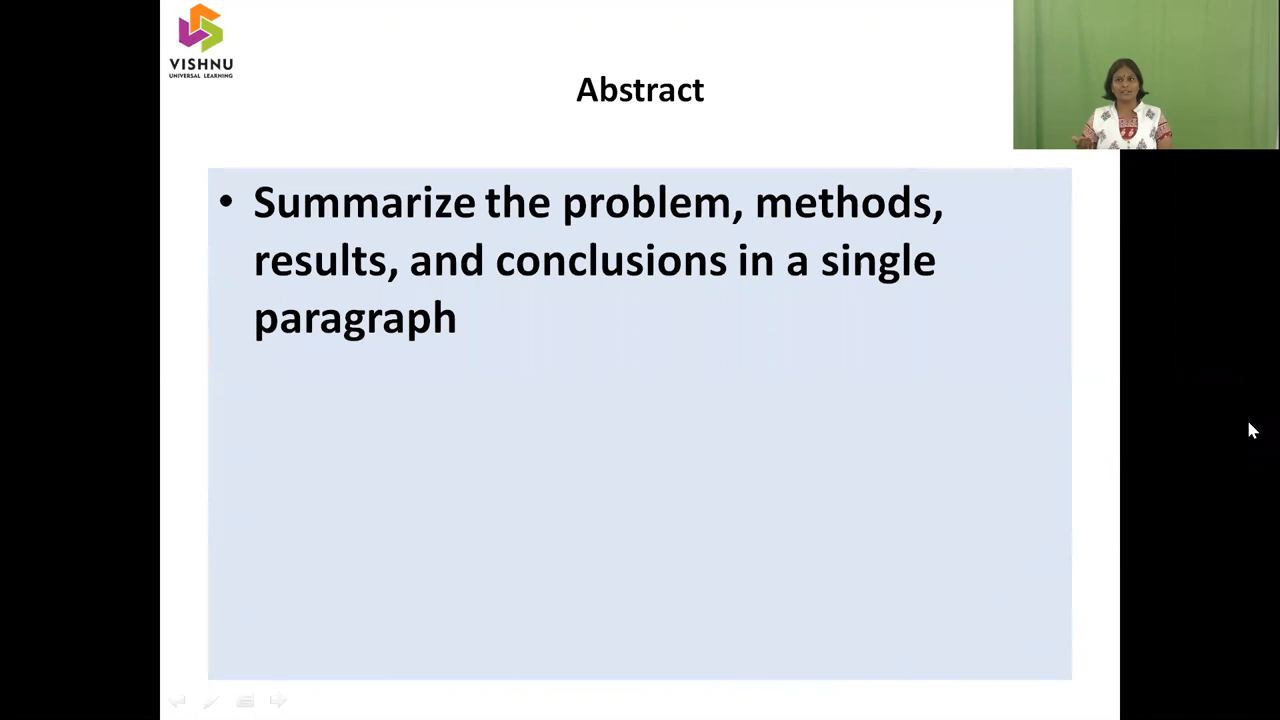 VISHNU
UNIVERSAL LEARNING
Abstract
• Summarize the problem, methods,
results, and conclusions in a single
paragraph